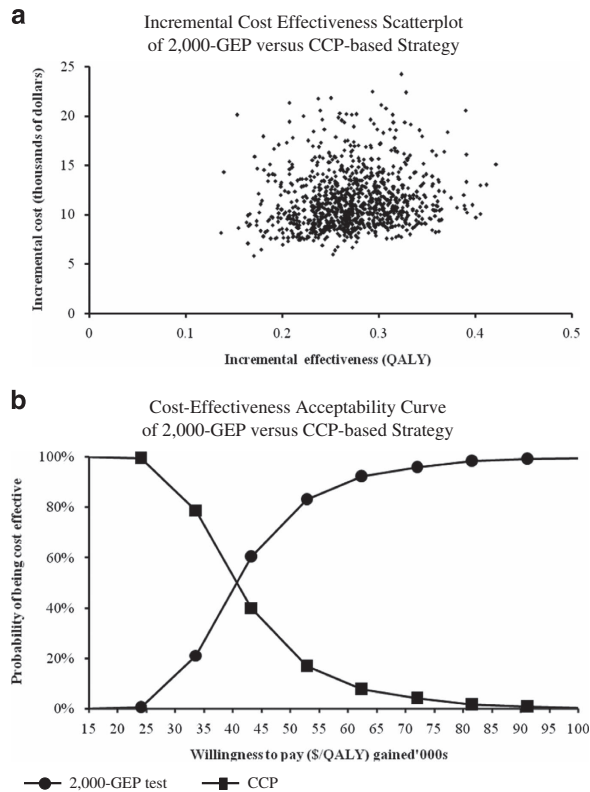 a
Incremental Cost Effectiveness Scatterplot
of 2,000-GEP versus CCP-based Strategy
Incremental cost (thousands of dollars)
25
20
15
10
5
0
0 0.1 0.2 0.3 0.4 0.5
Incremental effectiveness (QALY)
b
Cost-Effectiveness Acceptability Curve
of 2,000-GEP versus CCP-based Strategy
Probability of being cost effective
100%
80%
60%
40%
20%
0%
15 20 25 30 35 40 45 50 55 60 65 70 75 80 85 90 95 100
Willingness to pay ($/QALY) gained'000s
2,000-GEP test CCP